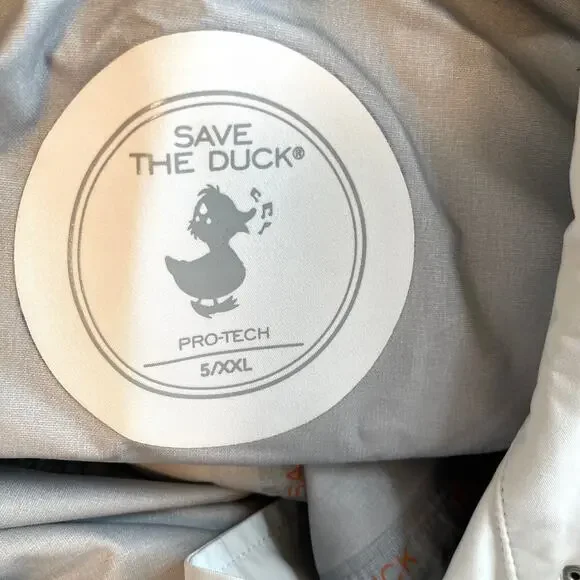 SAVE
THE DUCK®
PRO-TECH
5/XXL